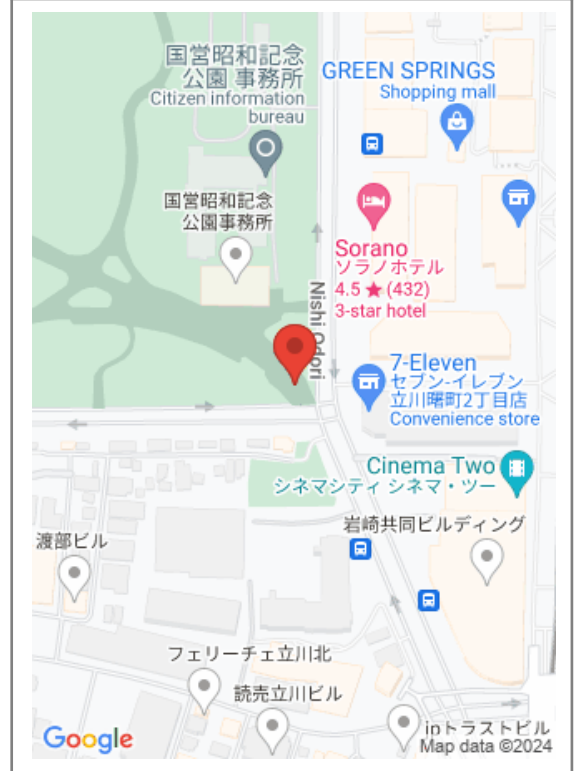 国営昭和記念
公園 事務所
Citizen information
bureau
GREEN SPRINGS
Shopping mall
国営昭和記念
公園事務所
Sorano
ソラノホテル
4.5 ★ (432)
3-star hotel
Nishi Odori
7-Eleven
セブン-イレブン
立川曙町2丁目店
Convenience store
Cinema Two
シネマシティ シネマ・ツー
岩崎共同ビルディング
渡部ビル
フェリーチェ立川北
読売立川ビル
ipトラストビル
Google
Map data ©2024